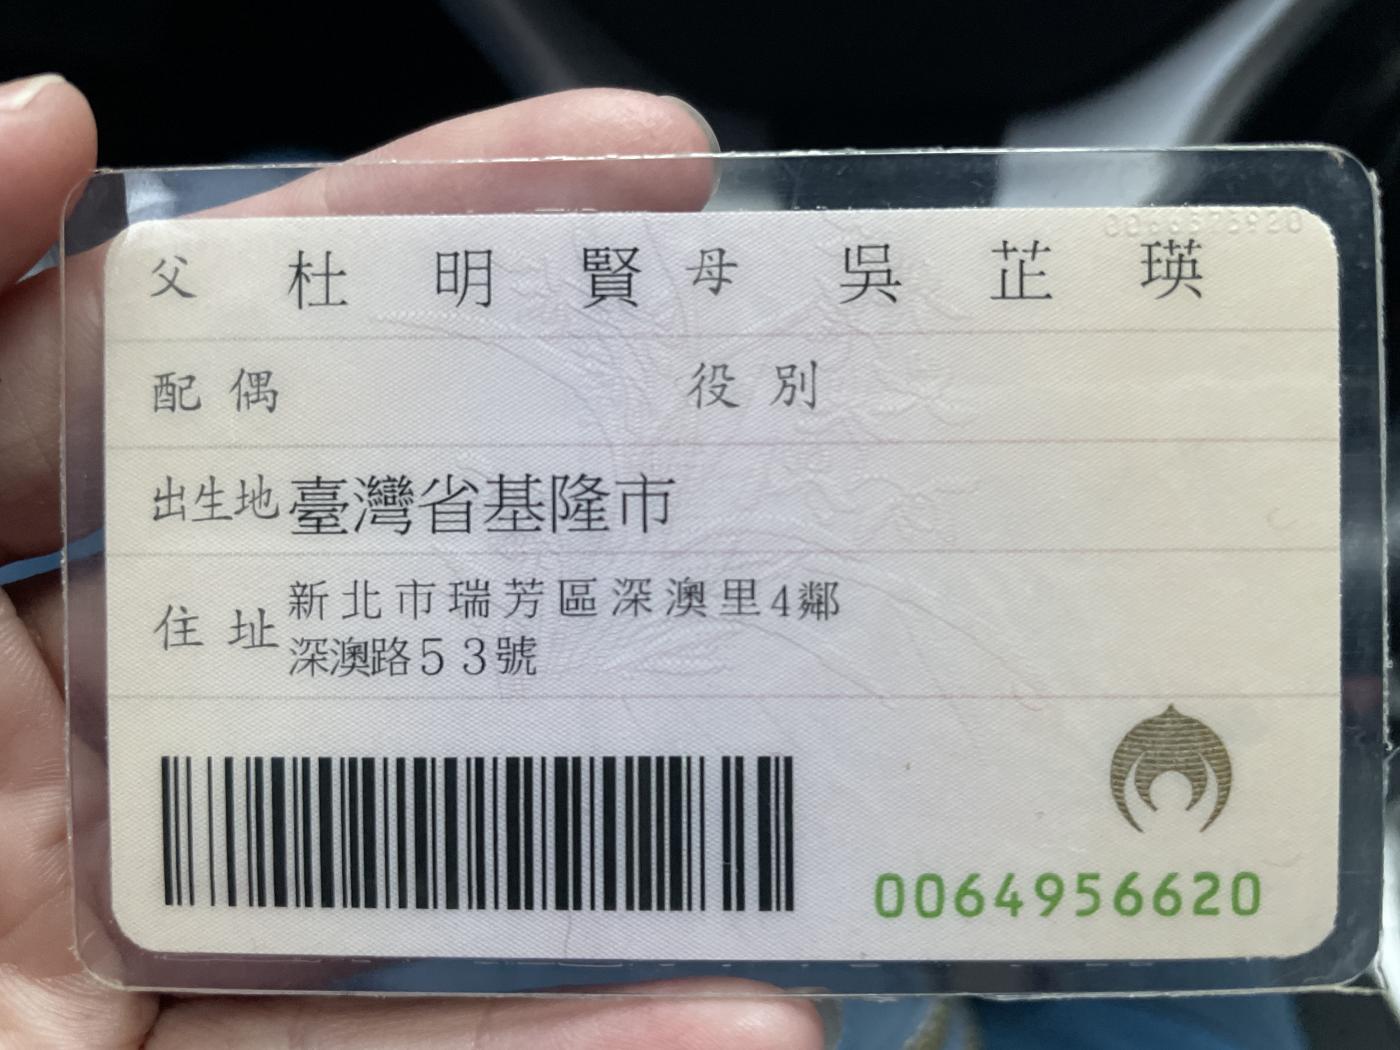 父 杜明賢 母 吳芷瑛
配偶 役別
出生地 臺灣省基隆市
住址 新北市瑞芳區深澳里4鄰
深澳路53號
0064956620